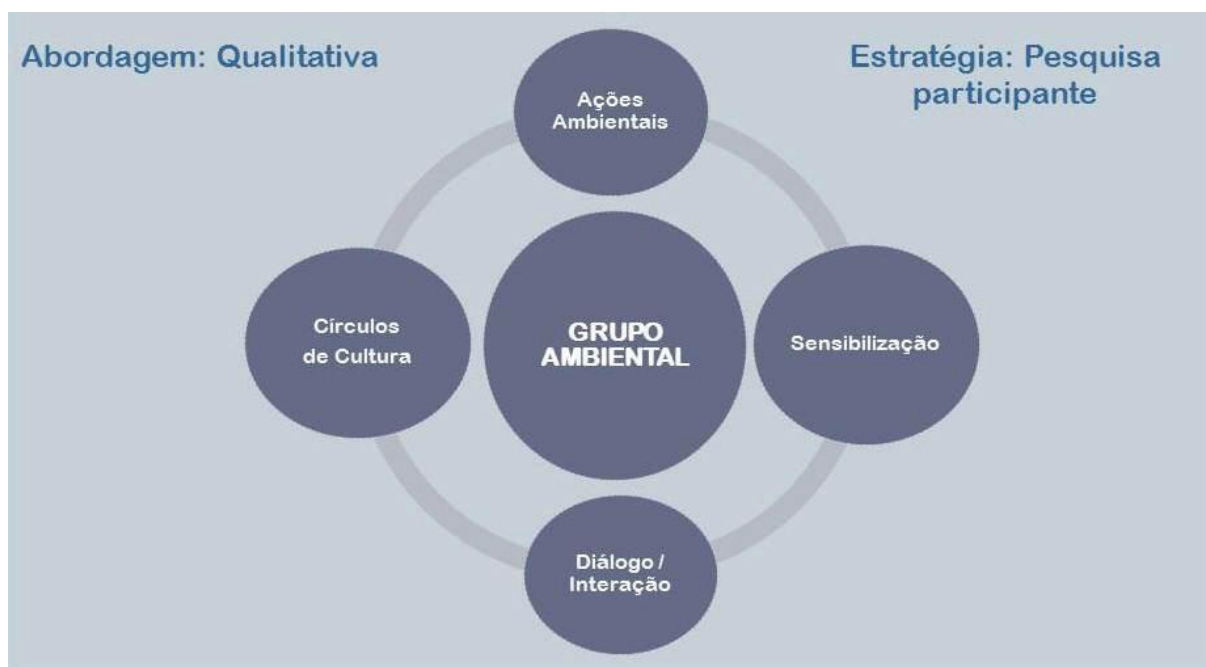 Abordagem: Qualitativa
Estratégia: Pesquisa
participante
Ações
Ambientais
Círculos
de Cultura
GRUPO
AMBIENTAL
Sensibilização
Diálogo /
Interação